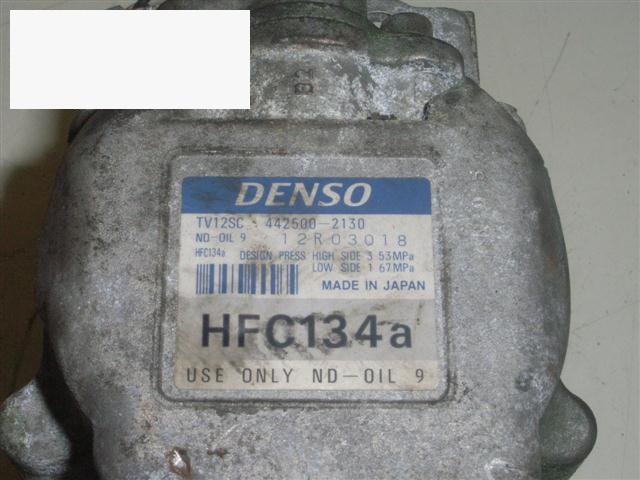 DENSO
TV12SC 442500-2130
ND-OIL 9 12R03018
HFC134a DESIGN PRESS HIGH SIDE 3 53MPa
LOW SIDE 1 67MPa
MADE IN JAPAN
HFC134a
USE ONLY ND-OIL 9